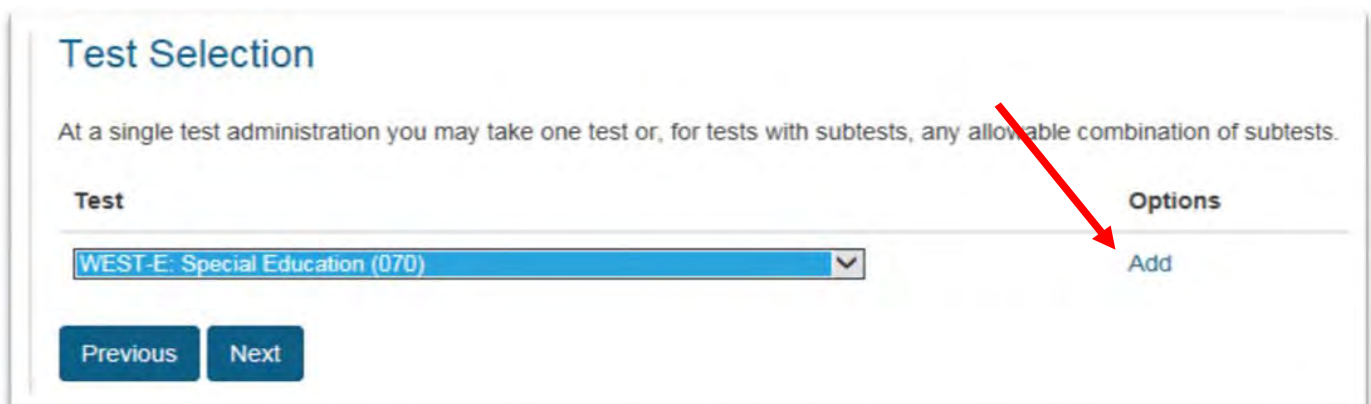 Test Selection
At a single test administration you may take one test or, for tests with subtests, any allowable combination of subtests.
Test Options
WEST-E: Special Education (070) Add
Previous Next